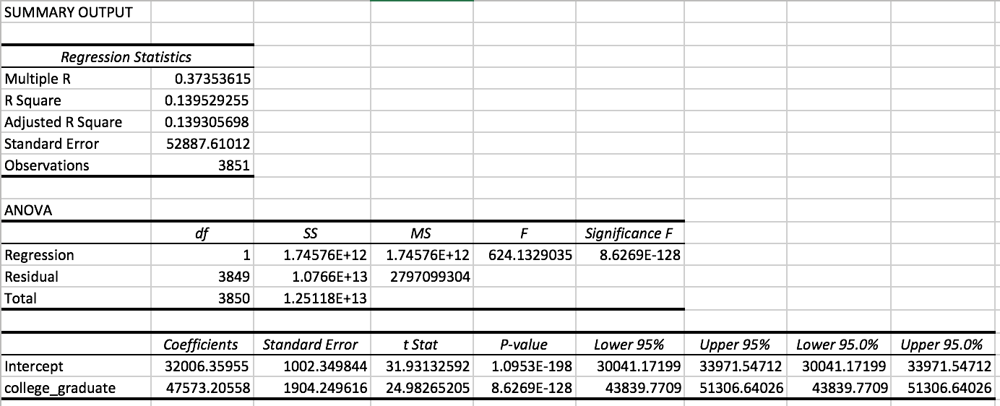 SUMMARY OUTPUT
Regression Statistics
Multiple R 0.37353615
R Square 0.139529255
Adjusted R Square 0.139305698
Standard Error 52887.61012
Observations 3851
ANOVA
df SS MS F Significance F
Regression 1 1.74576E+12 1.74576E+12 624.1329035 8.6269E-128
Residual 3849 1.0766E+13 2797099304
Total 3850 1.25118E+13
Coefficients Standard Error t Stat P-value Lower 95% Upper 95% Lower 95.0% Upper 95.0%
Intercept 32006.35955 1002.349844 31.93132592 1.0953E-198 30041.17199 33971.54712 30041.17199 33971.54712
college_graduate 47573.20558 1904.249616 24.98265205 8.6269E-128 43839.7709 51306.64026 43839.7709 51306.64026